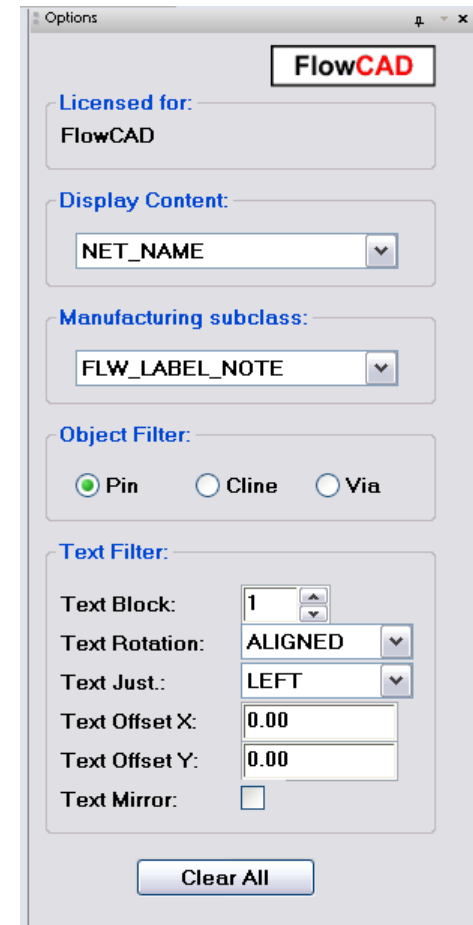 Options
FlowCAD
Licensed for:
FlowCAD
Display Content:
NET_NAME
Manufacturing subclass:
FLW_LABEL_NOTE
Object Filter:
Pin Cline Via
Text Filter:
Text Block: 1
Text Rotation: ALIGNED
Text Just.: LEFT
Text Offset X: 0.00
Text Offset Y: 0.00
Text Mirror:
Clear All